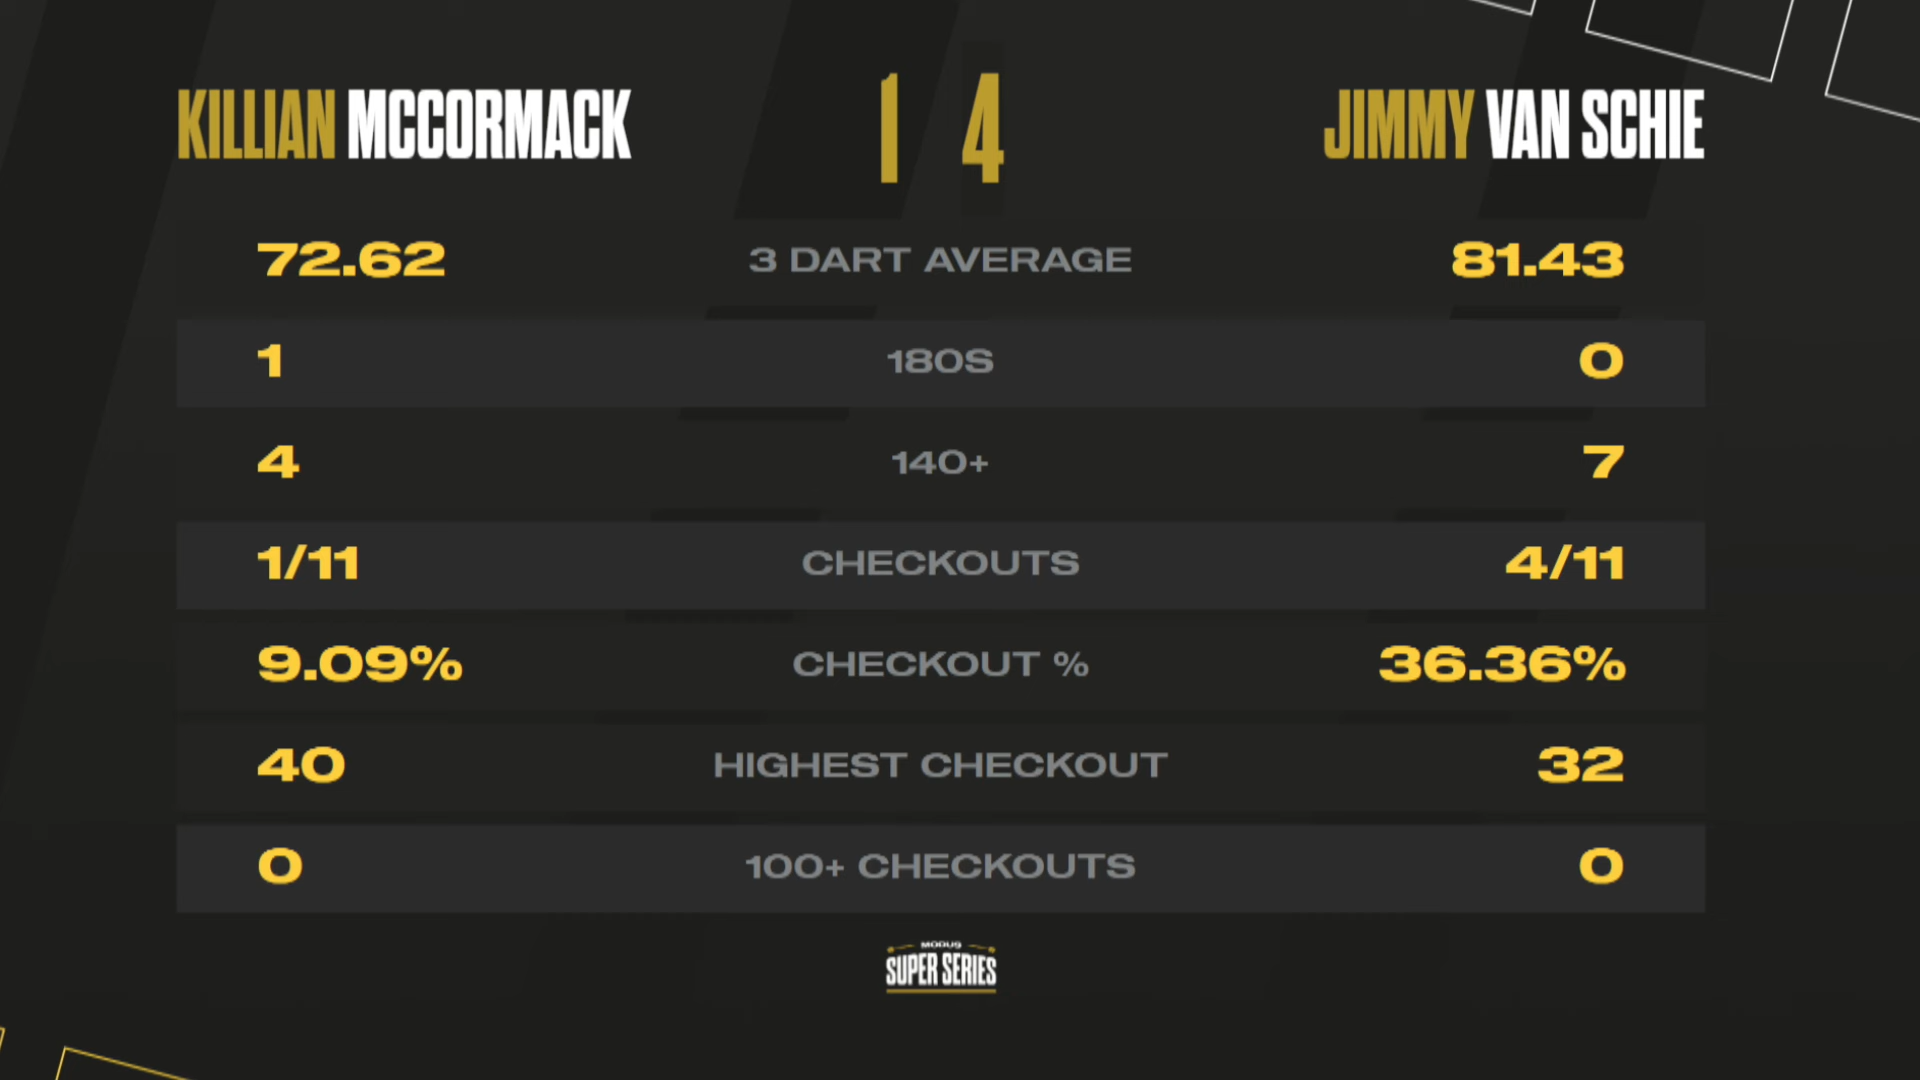 KILLIAN MCCORMACK 1 4 JIMMY VAN SCHIE
72.62 3 DART AVERAGE 81.43
1 180S 0
4 140+ 7
1/11 CHECKOUTS 4/11
9.09% CHECKOUT % 36.36%
40 HIGHEST CHECKOUT 32
0 100+ CHECKOUTS 0
MODUS
SUPER SERIES